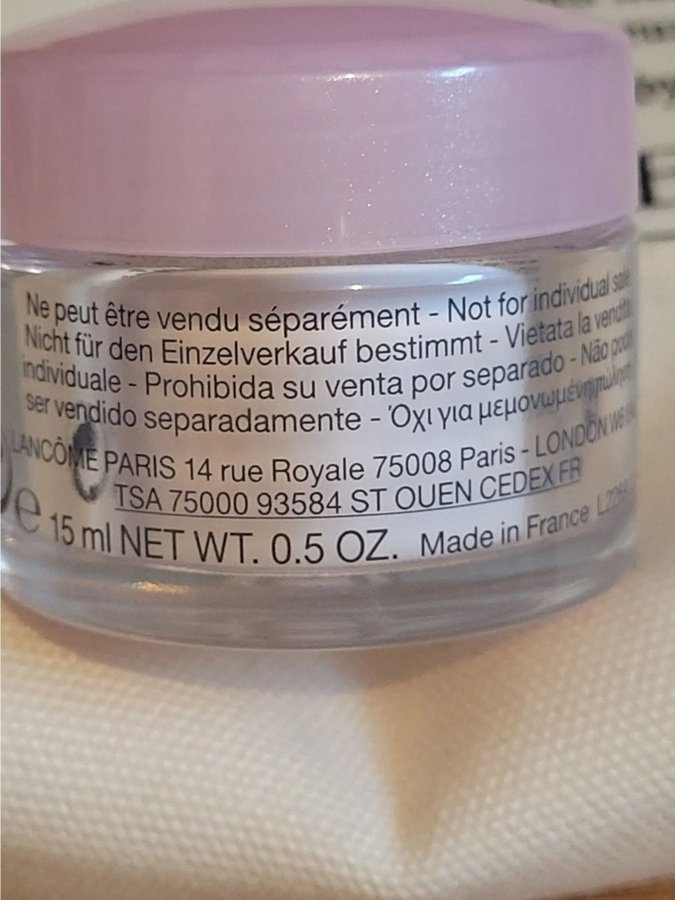 Ne peut être vendu séparément - Not for individual sale
Nicht für den Einzelverkauf bestimmt - Vietata la vendita
individuale - Prohibida su venta por separado - Não pode
ser vendido separadamente - Όχι για μεμονωμένη πώληση
LANCÔME PARIS 14 rue Royale 75008 Paris - LONDON W6
TSA 75000 93584 ST OUEN CEDEX FR
℮ 15 ml NET WT. 0.5 OZ. Made in France